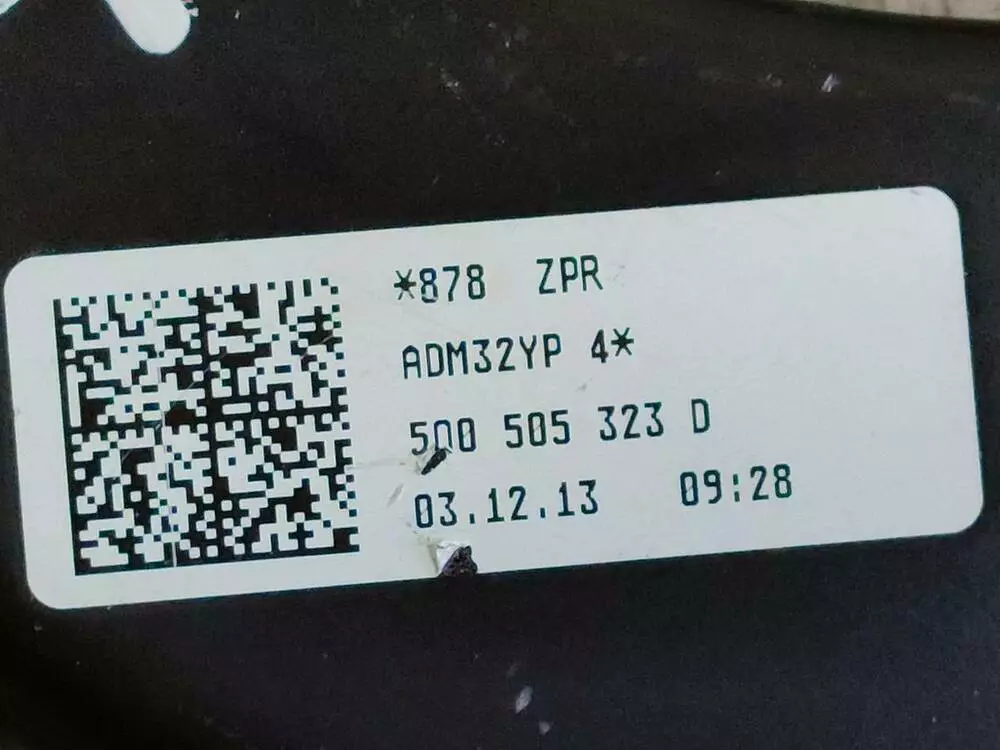 *878 ZPR
ADM32YP 4*
5Q0 505 323 D
03.12.13 09:28